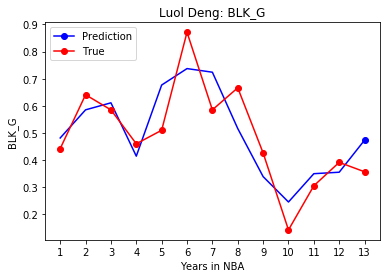 Luol Deng: BLK_G
Prediction
True
0.9
0.8
0.7
0.6
0.5
0.4
0.3
0.2
BLK_G
1 2 3 4 5 6 7 8 9 10 11 12 13
Years in NBA